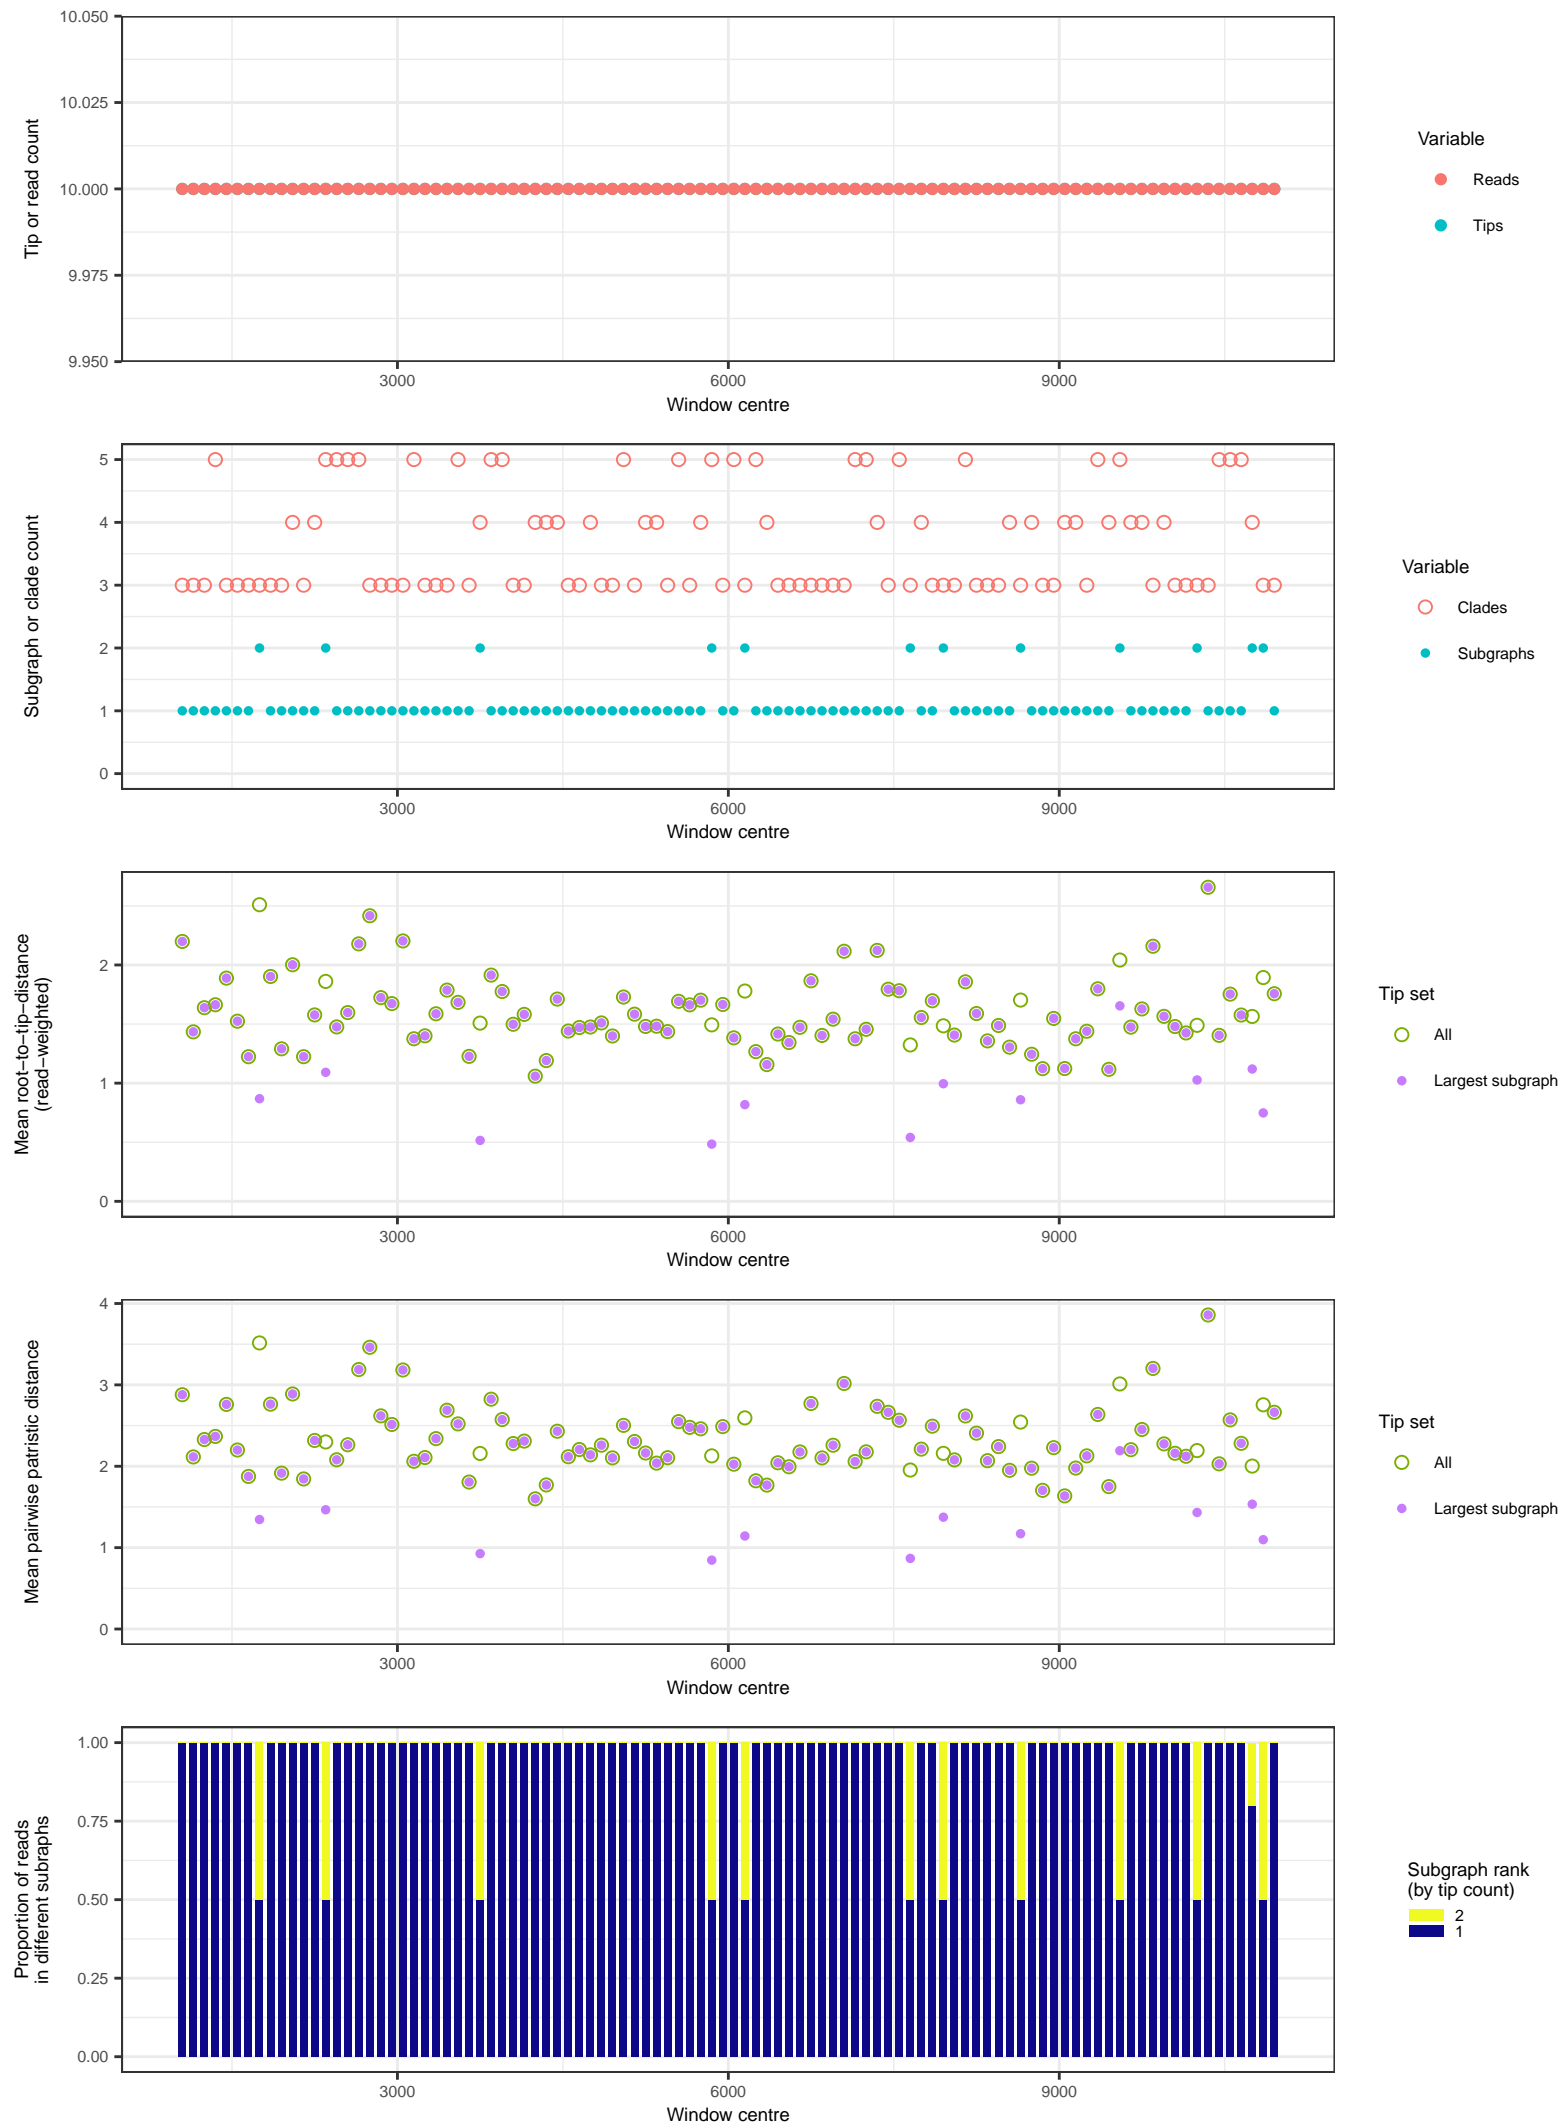 10.050
10.025
10.000
9.975
9.950
Tip or read count
3000 6000 9000
Window centre
Variable
Reads
Tips
5
4
3
2
1
0
Subgraph or clade count
3000 6000 9000
Window centre
Variable
Clades
Subgraphs
2
1
0
Mean root−to−tip−distance
(read−weighted)
3000 6000 9000
Window centre
Tip set
All
Largest subgraph
4
3
2
1
0
Mean pairwise patristic distance
3000 6000 9000
Window centre
Tip set
All
Largest subgraph
1.00
0.75
0.50
0.25
0.00
Proportion of reads
in different subraphs
3000 6000 9000
Window centre
Subgraph rank
(by tip count)
2
1